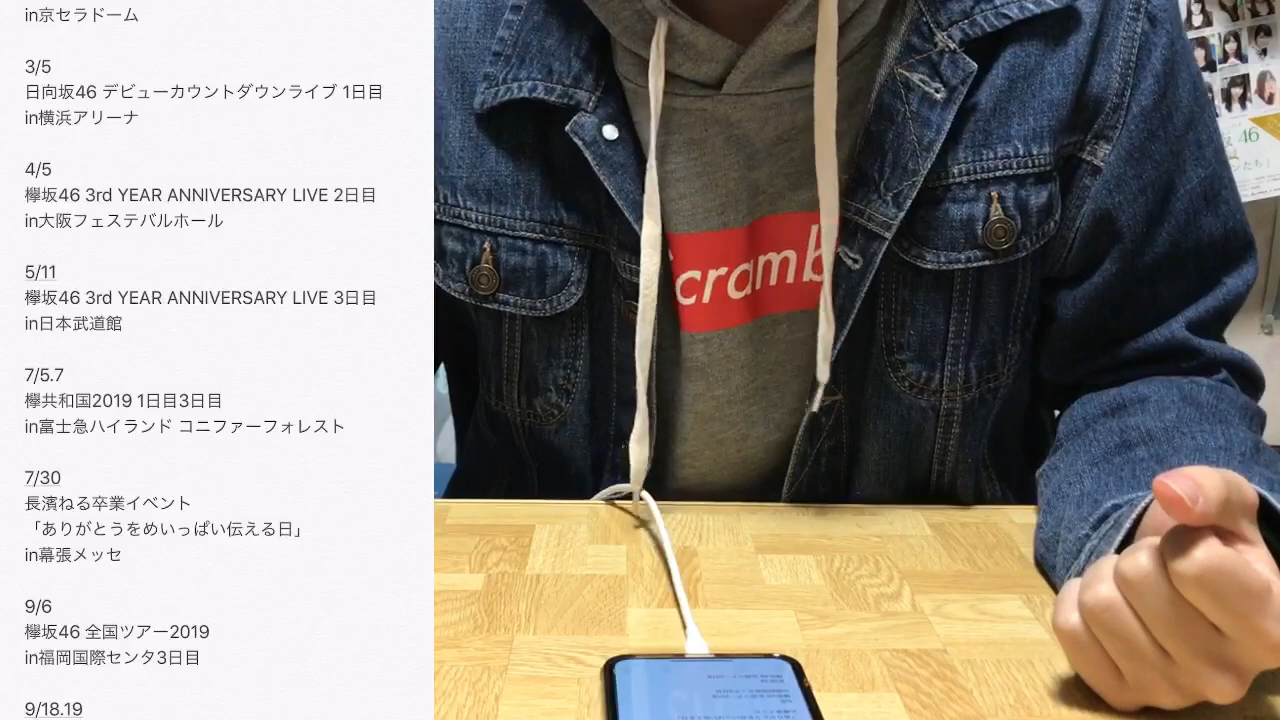 in京セラドーム
3/5
日向坂46 デビューカウントダウンライブ 1日目
in横浜アリーナ
4/5
欅坂46 3rd YEAR ANNIVERSARY LIVE 2日目
in大阪フェステバルホール
5/11
欅坂46 3rd YEAR ANNIVERSARY LIVE 3日目
in日本武道館
7/5.7
欅共和国2019 1日目3日目
in富士急ハイランド コニファーフォレスト
7/30
長濱ねる卒業イベント
「ありがとうをめいっぱい伝える日」
in幕張メッセ
9/6
欅坂46 全国ツアー2019
in福岡国際センタ3日目
cramb
46